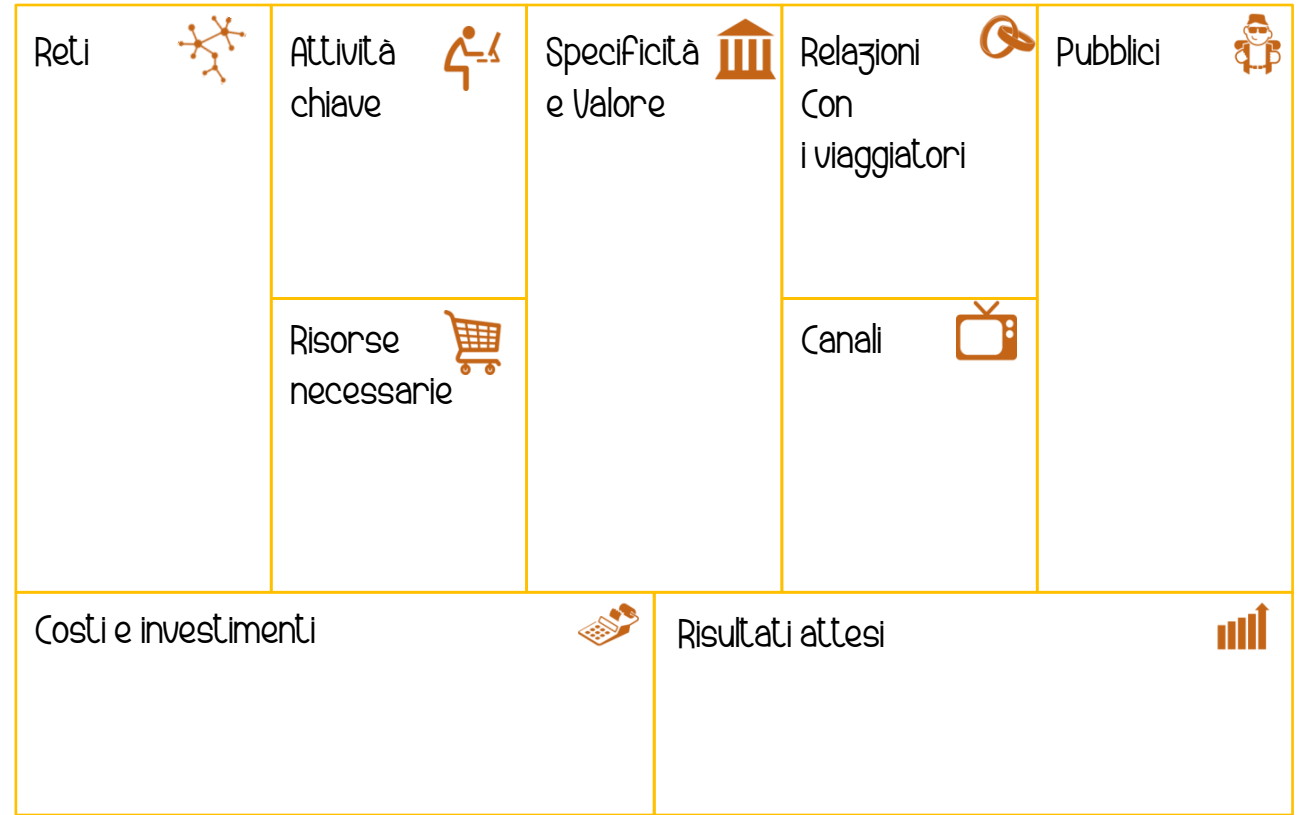 Reti
Attività
chiave
Specificità
e Valore
Relazioni
Con
i viaggiatori
Pubblici
Risorse
necessarie
Canali
Costi e investimenti
Risultati attesi